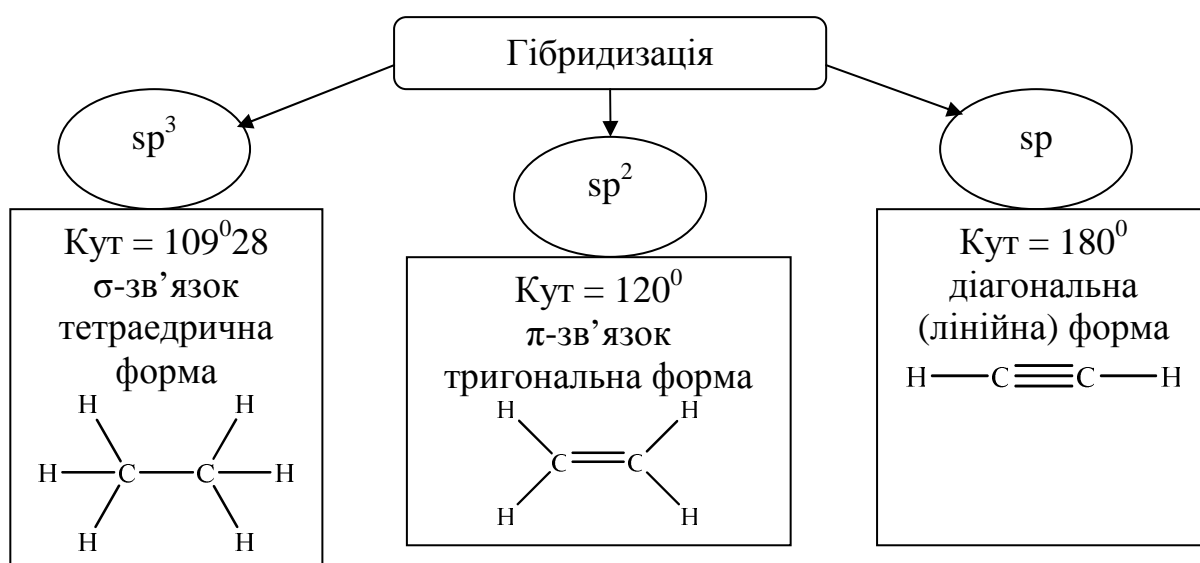 Гібридизація
sp³
Кут = 109⁰28
σ-зв’язок
тетраедрична
форма
H H
H C C H
H H
sp²
Кут = 120⁰
π-зв’язок
тригональна форма
H H
C C
H H
sp
Кут = 180⁰
діагональна
(лінійна) форма
H C C H